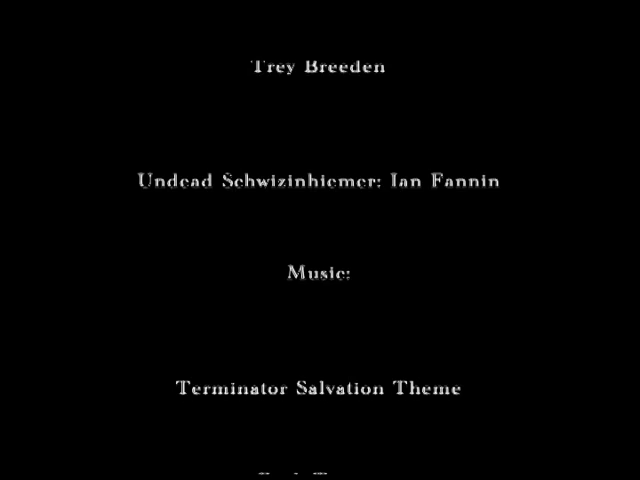 Trey Breeden
Undead Schwizinhiemer: Ian Fannin
Music:
Terminator Salvation Theme